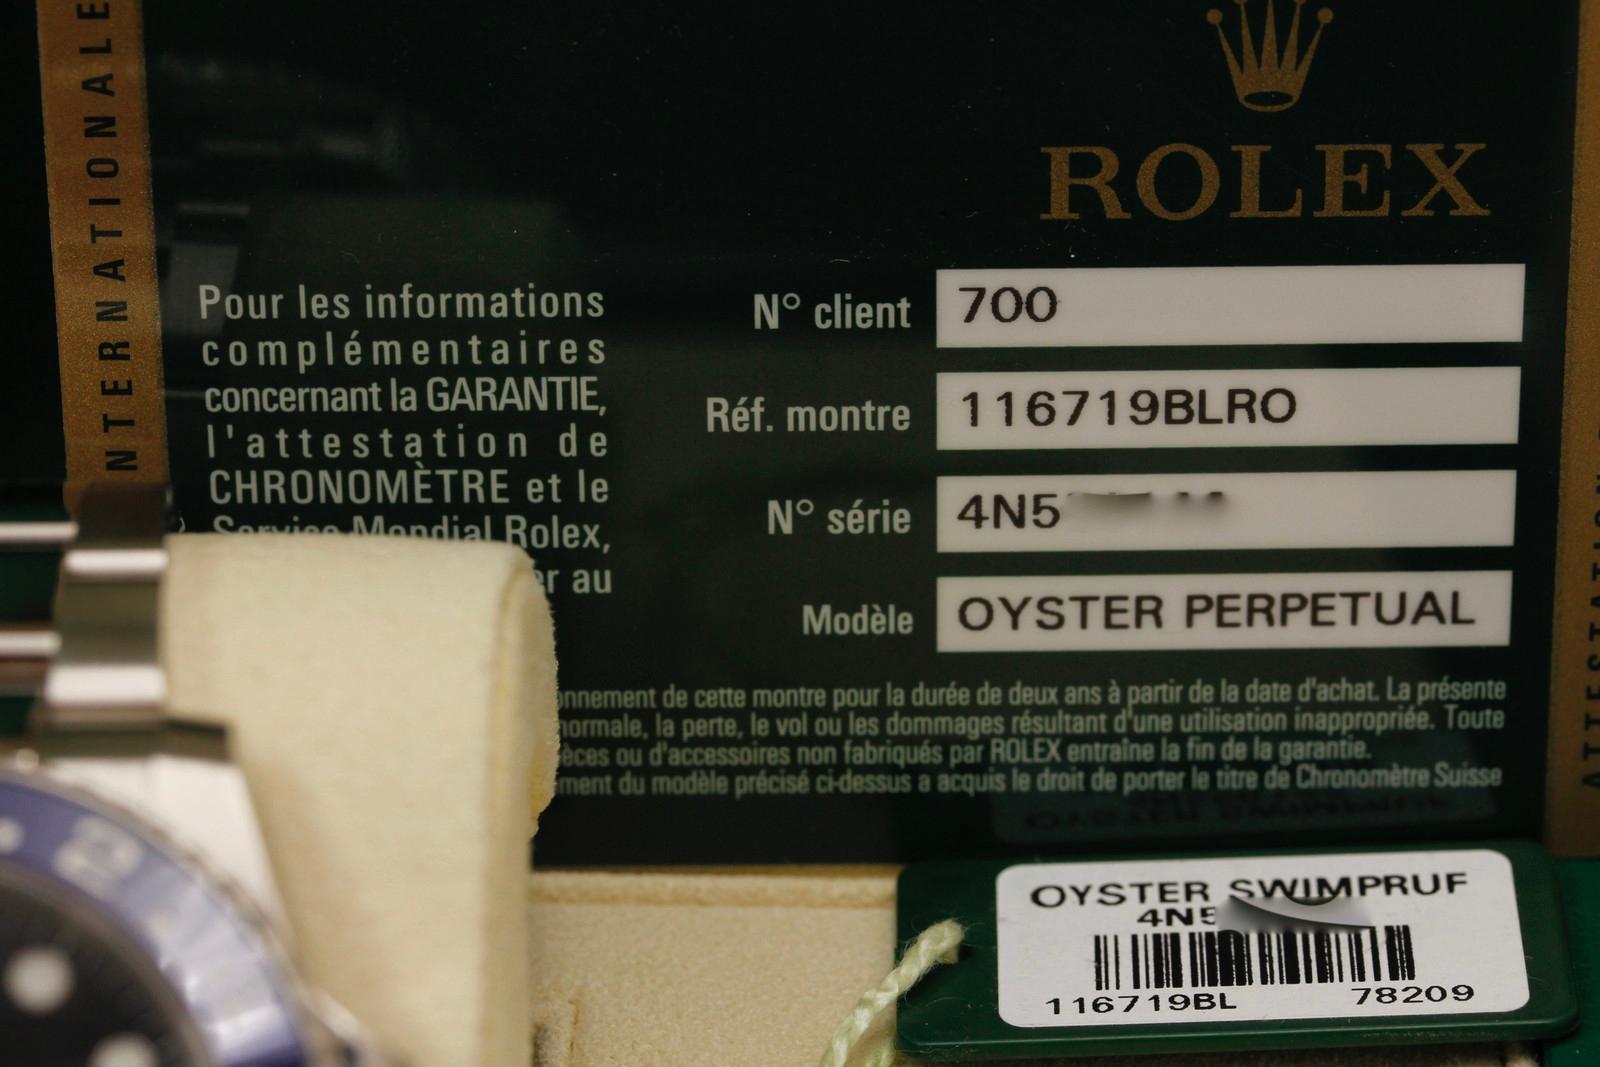 INTERNATIONALE
Pour les informations
complémentaires
concernant la GARANTIE,
l'attestation de
CHRONOMÈTRE et le
Service Mondial Rolex,
au
ROLEX
N° client 700
Réf. montre 116719BLRO
N° série 4N5
Modèle OYSTER PERPETUAL
de cette montre pour la durée de deux ans à partir de la date d'achat. La présente
normale, la perte, le vol ou les dommages résultant d'une utilisation inappropriée. Toute
ou d'accessoires non fabriqués par ROLEX entraîne la fin de la garantie.
du modèle précisé ci-dessus a acquis le droit de porter le titre de Chronomètre Suisse
OYSTER SWIMPRUF
4N5
116719BL 78209